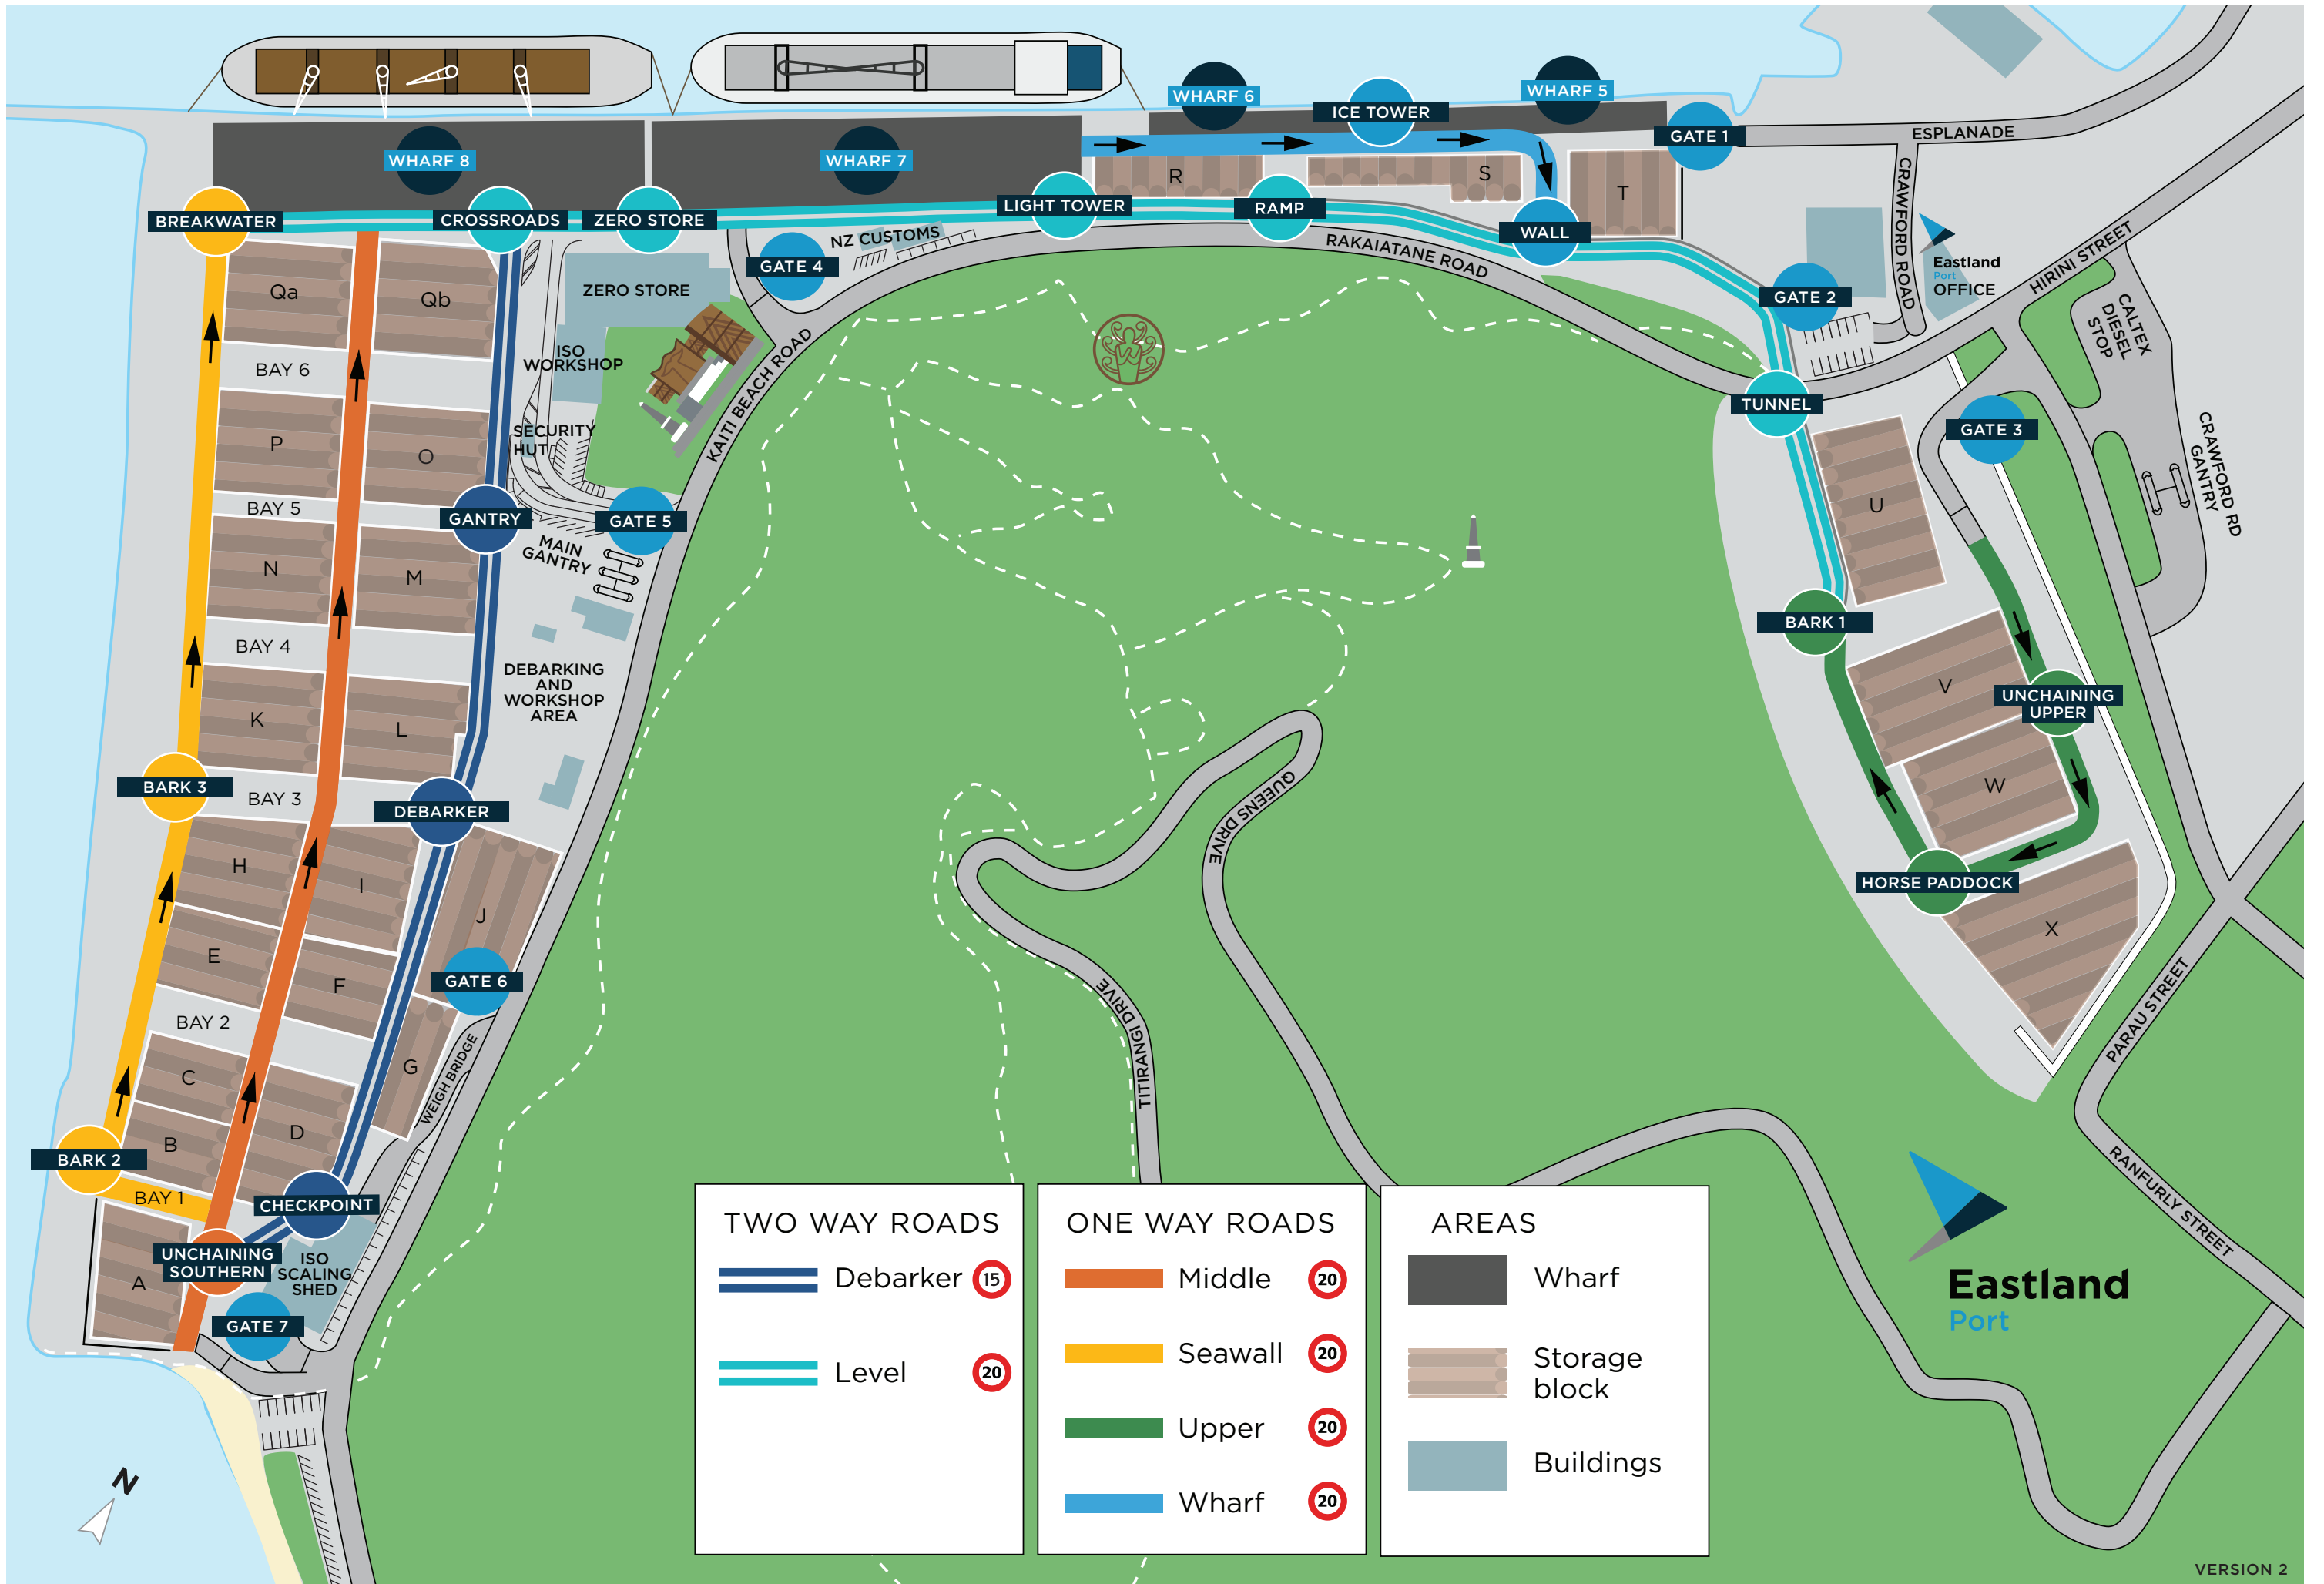 WHARF 8
WHARF 7
WHARF 6
ICE TOWER
WHARF 5
GATE 1
ESPLANADE
CRAWFORD ROAD
R
S
T
BREAKWATER
CROSSROADS
ZERO STORE
LIGHT TOWER
RAMP
WALL
NZ CUSTOMS
GATE 4
RAKAIATANE ROAD
GATE 2
Eastland
Port
OFFICE
HIRINI STREET
CALTEX
DIESEL
STOP
Qa
Qb
ZERO STORE
BAY 6
ISO
WORKSHOP
KAITI BEACH ROAD
TUNNEL
GATE 3
CRAWFORD RD
GANTRY
P
O
SECURITY
HUT
BAY 5
GANTRY
GATE 5
U
MAIN
GANTRY
N
M
BARK 1
BAY 4
DEBARKING
AND
WORKSHOP
AREA
K
L
V
UNCHAINING
UPPER
BARK 3
BAY 3
DEBARKER
QUEENS DRIVE
W
H
I
HORSE PADDOCK
J
X
E
F
GATE 6
TITIRANGI DRIVE
BAY 2
PARAU STREET
C
G
WEIGH BRIDGE
B
D
BARK 2
BAY 1
CHECKPOINT
RANFURLY STREET
UNCHAINING
SOUTHERN
ISO
SCALING
SHED
A
GATE 7
TWO WAY ROADS
Debarker 15
Level 20
ONE WAY ROADS
Middle 20
Seawall 20
Upper 20
Wharf 20
AREAS
Wharf
Storage
block
Buildings
Eastland
Port
N
VERSION 2